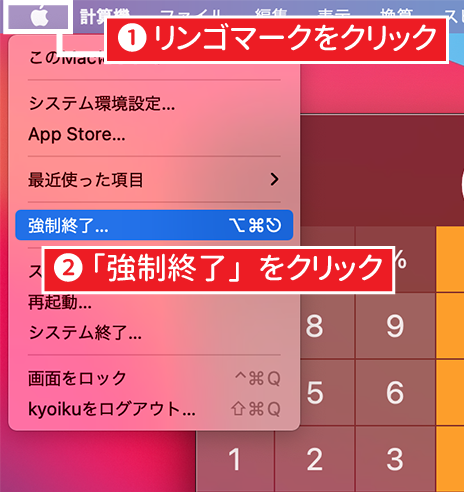 計算機 ファイル 編集 表示 換算
❶ リンゴマークをクリック
このMac
システム環境設定...
App Store...
最近使った項目
強制終了... ⌥⌘⎋
❷「強制終了」をクリック
%
再起動...
8 9
システム終了...
画面をロック ^⌘Q
5 6
kyoikuをログアウト... ⇧⌘Q
1 2 3